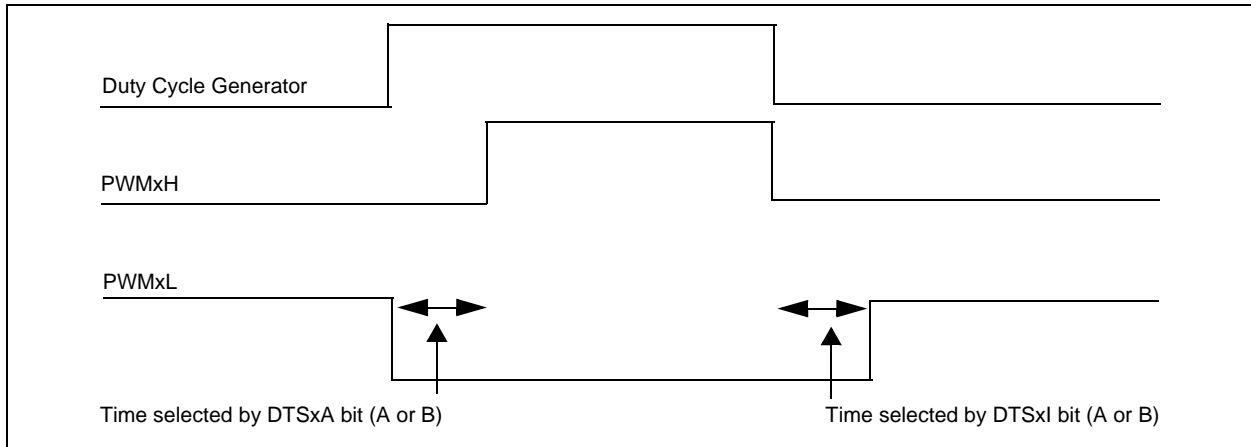 Duty Cycle Generator
PWMxH
PWMxL
Time selected by DTSxA bit (A or B)
Time selected by DTSxI bit (A or B)